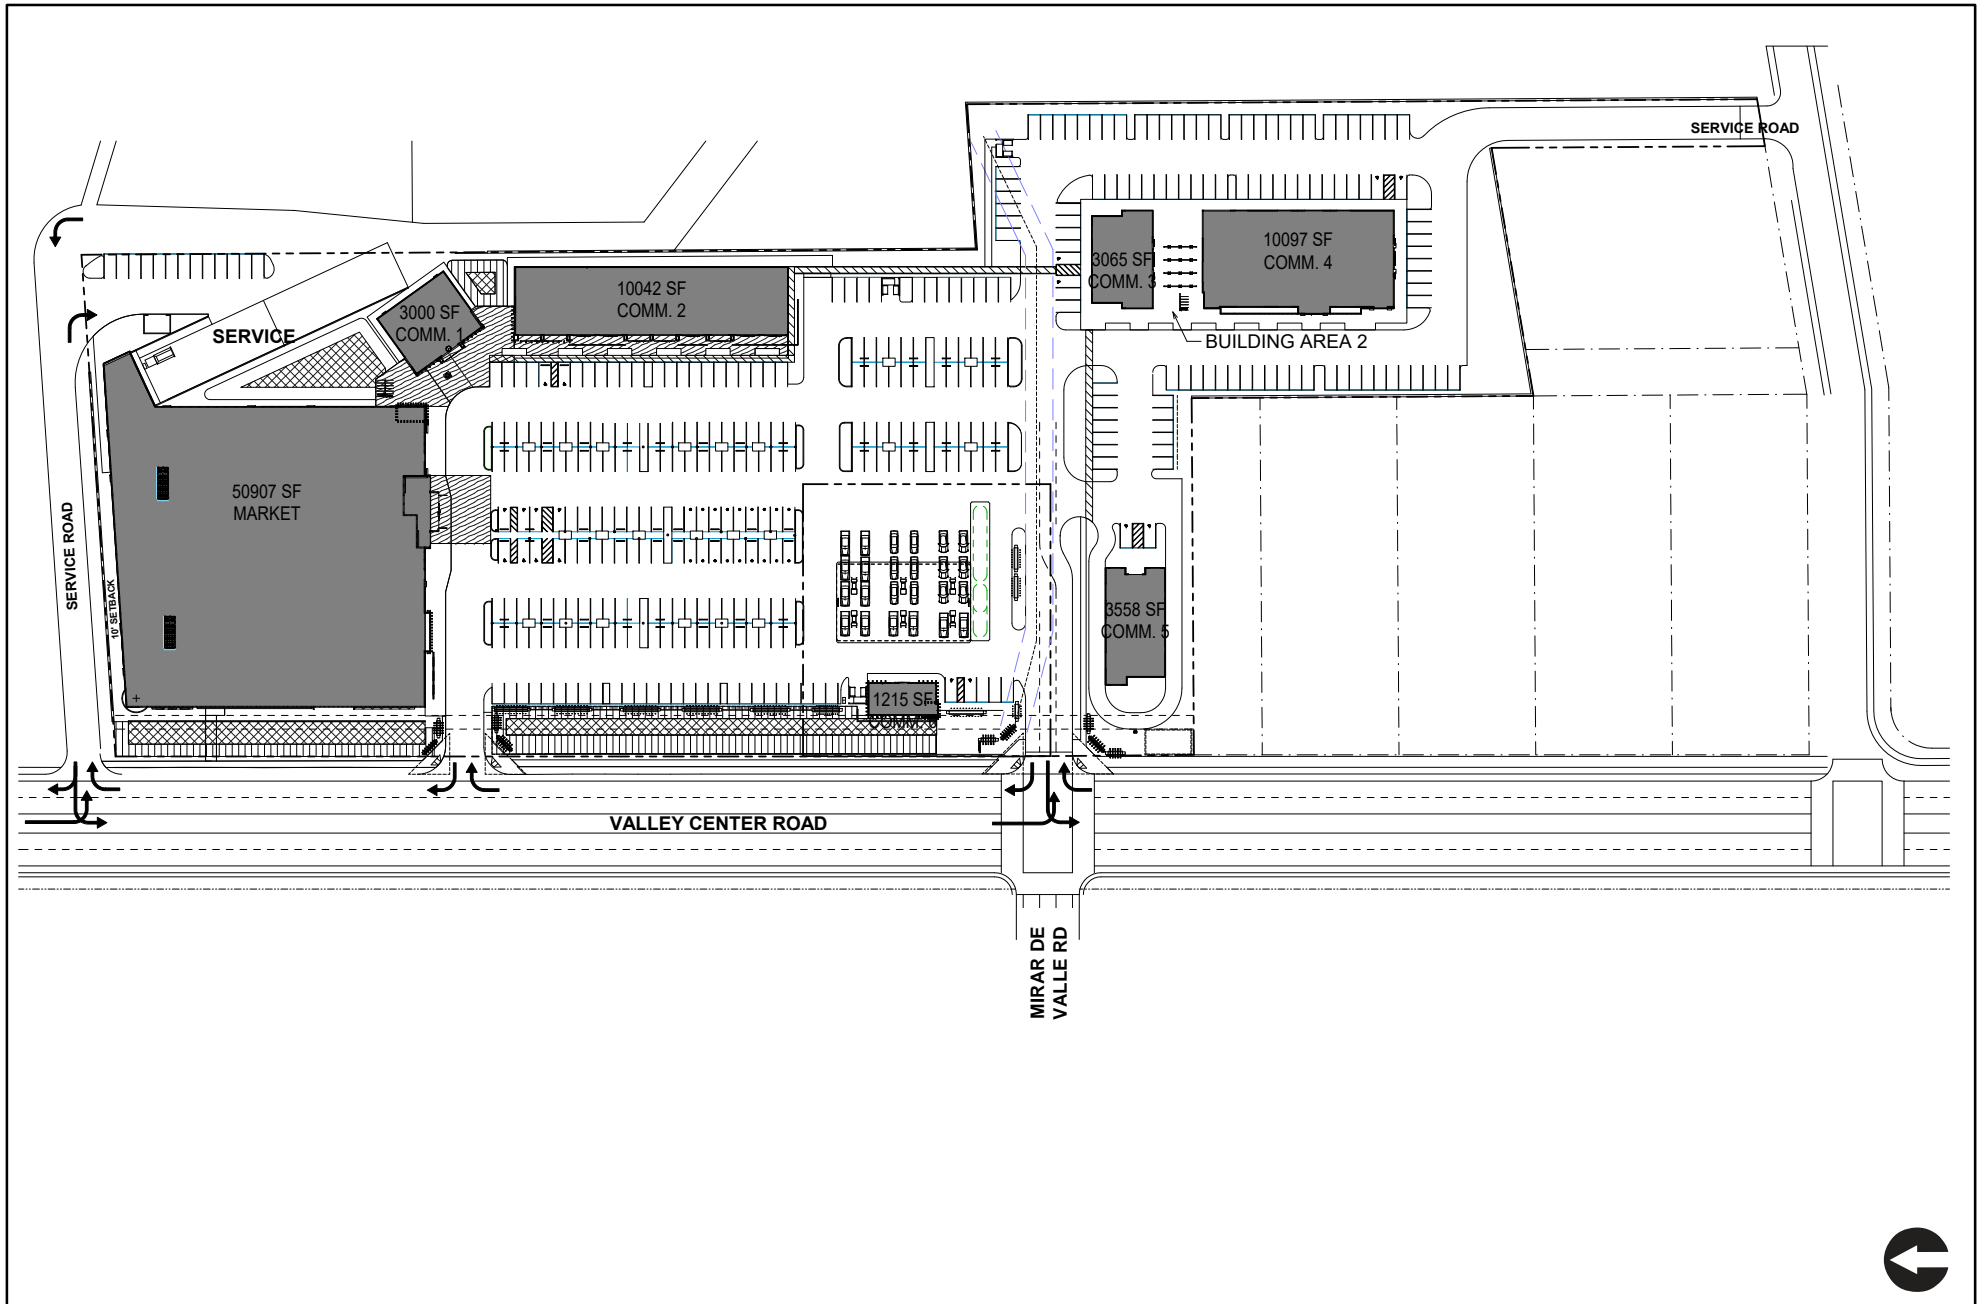 SERVICE ROAD
10097 SF
COMM. 4
3065 SF
COMM. 3
10042 SF
COMM. 2
3000 SF
COMM. 1
SERVICE
BUILDING AREA 2
50907 SF
MARKET
SERVICE ROAD
10' SETBACK
3558 SF
COMM. 5
1215 SF
VALLEY CENTER ROAD
MIRAR DE
VALLE RD